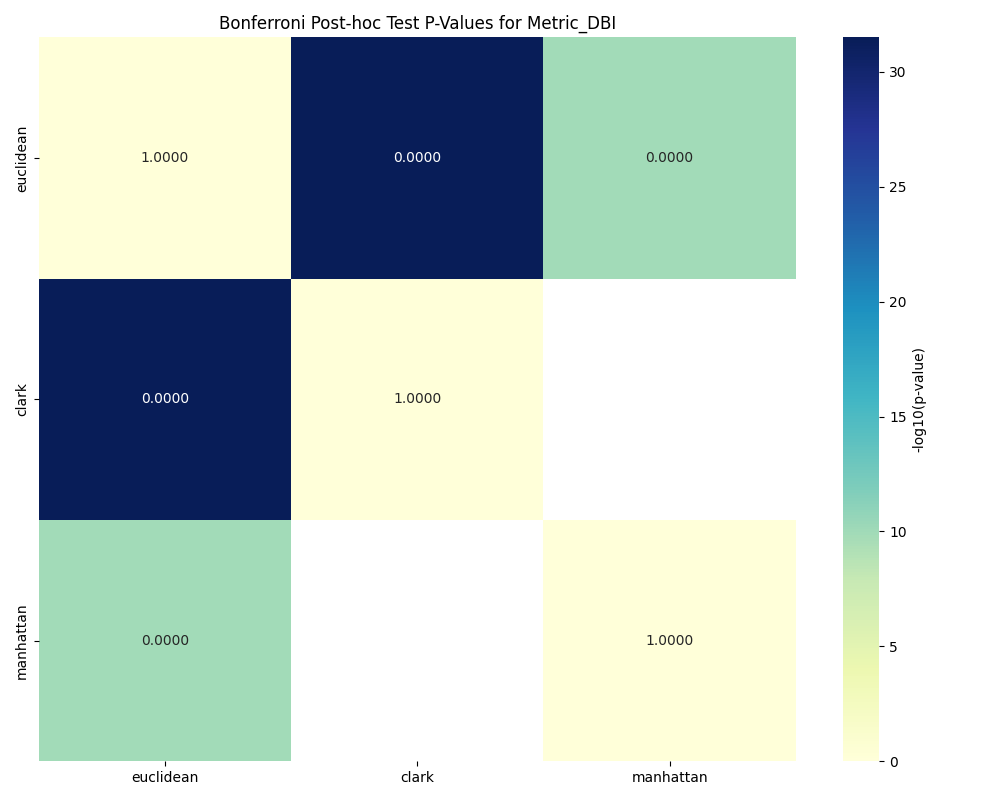 Bonferroni Post-hoc Test P-Values for Metric_DBI
euclidean
1.0000
0.0000
0.0000
clark
0.0000
1.0000
manhattan
0.0000
1.0000
euclidean
clark
manhattan
30
25
20
15
10
5
0
-log10(p-value)